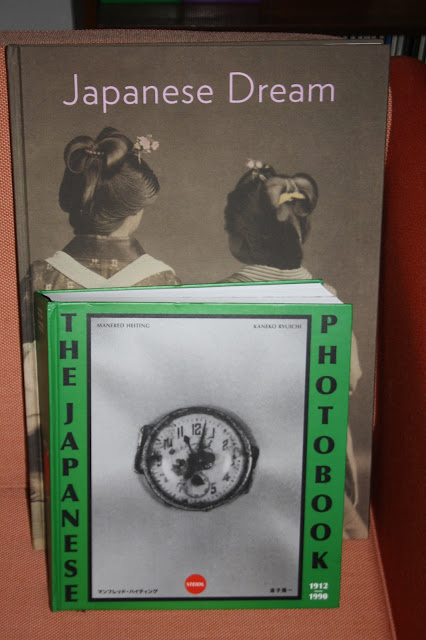 Japanese Dream
THE JAPANESE
MANFRED HEITING
KANEKO RYUICHI
PHOTOBOOK
1912
1990
マンフレッド・ハイティング
STEIDL
金子隆一